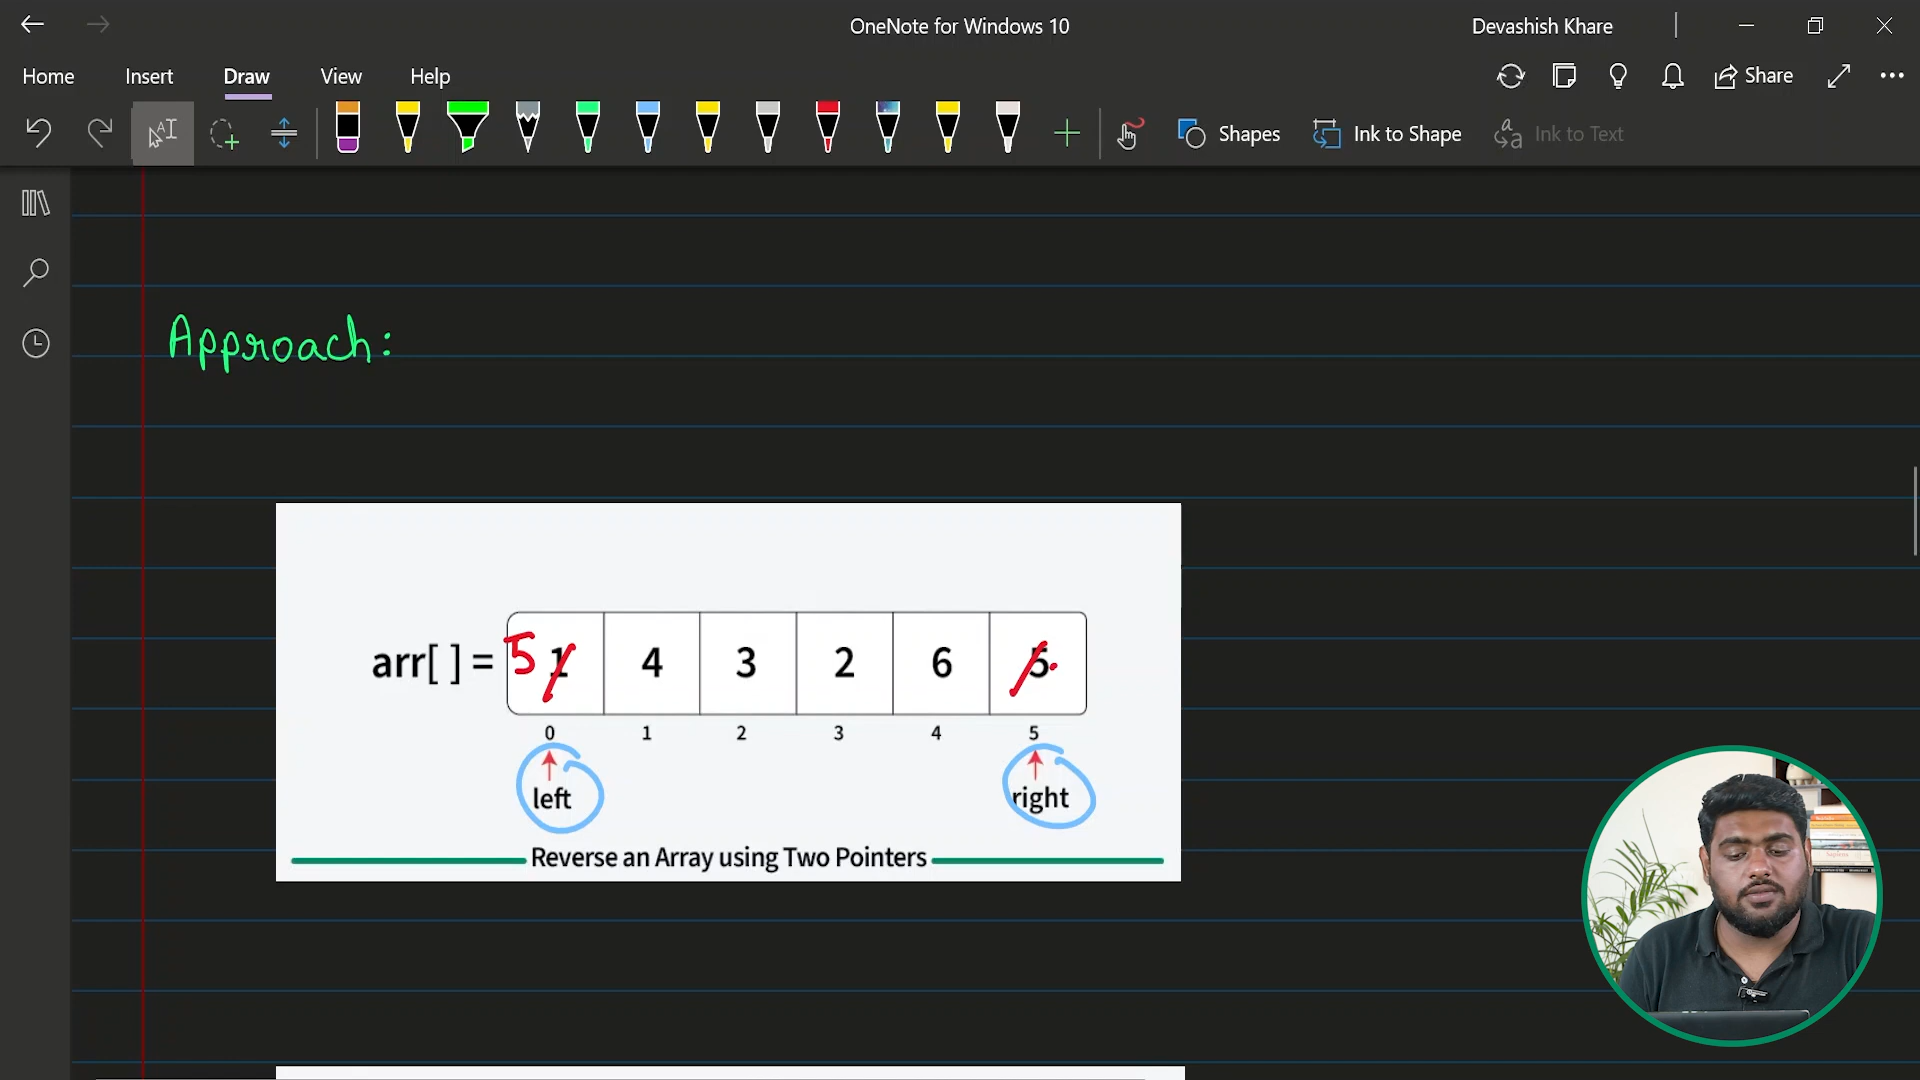 OneNote for Windows 10
Devashish Khare
Home Insert Draw View Help
Share
Shapes Ink to Shape Ink to Text
Approach:
arr[ ] = 5 1 4 3 2 6 5
0 1 2 3 4 5
left right
Reverse an Array using Two Pointers